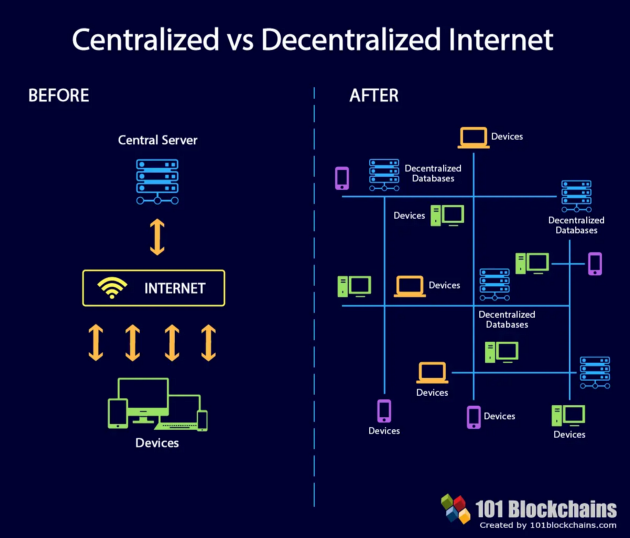 Centralized vs Decentralized Internet
BEFORE
Central Server
INTERNET
Devices
AFTER
Devices
Decentralized
Databases
Devices
Decentralized
Databases
Devices
Decentralized
Databases
Devices
Devices
Devices
Devices
101 Blockchains
Created by 101blockchains.com